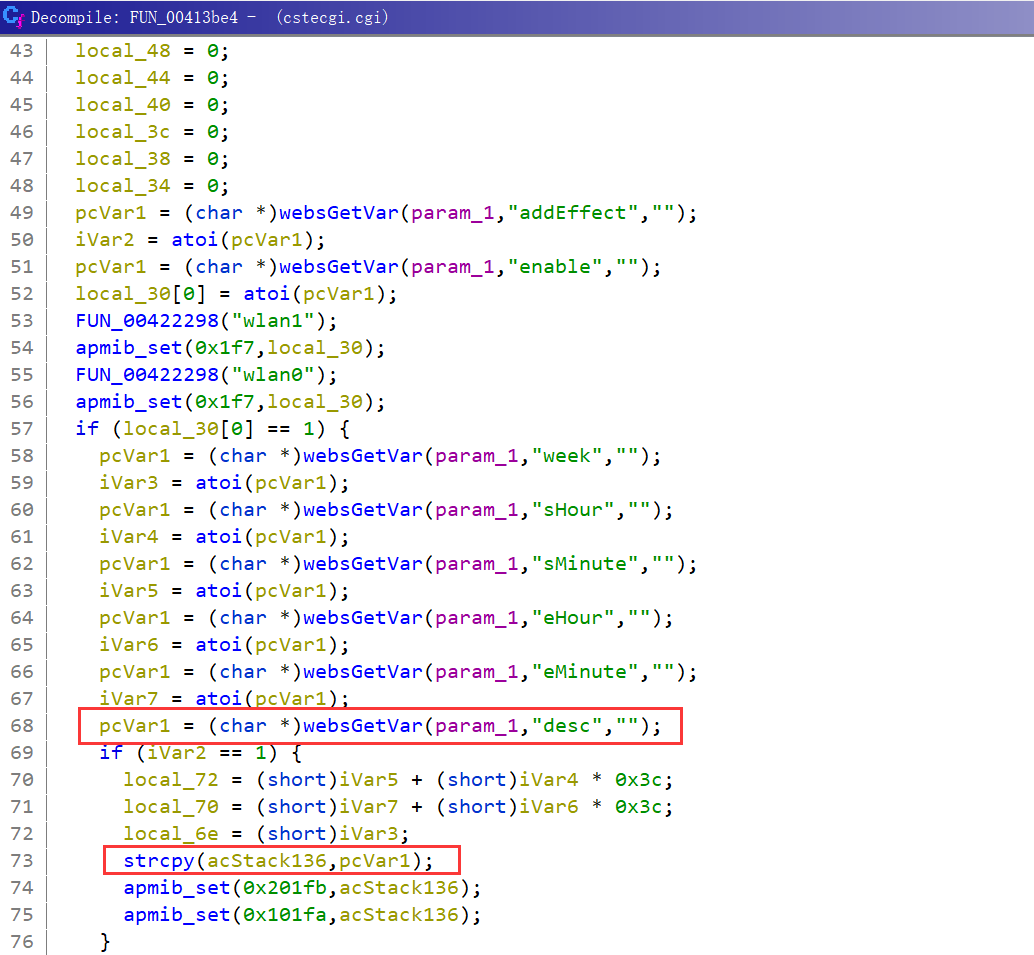 Decompile: FUN_00413be4 - (cstecgi.cgi)
43 local_48 = 0;
44 local_44 = 0;
45 local_40 = 0;
46 local_3c = 0;
47 local_38 = 0;
48 local_34 = 0;
49 pcVar1 = (char *)websGetVar(param_1,"addEffect","");
50 iVar2 = atoi(pcVar1);
51 pcVar1 = (char *)websGetVar(param_1,"enable","");
52 local_30[0] = atoi(pcVar1);
53 FUN_00422298("wlan1");
54 apmib_set(0x1f7,local_30);
55 FUN_00422298("wlan0");
56 apmib_set(0x1f7,local_30);
57 if (local_30[0] == 1) {
58 pcVar1 = (char *)websGetVar(param_1,"week","");
59 iVar3 = atoi(pcVar1);
60 pcVar1 = (char *)websGetVar(param_1,"sHour","");
61 iVar4 = atoi(pcVar1);
62 pcVar1 = (char *)websGetVar(param_1,"sMinute","");
63 iVar5 = atoi(pcVar1);
64 pcVar1 = (char *)websGetVar(param_1,"eHour","");
65 iVar6 = atoi(pcVar1);
66 pcVar1 = (char *)websGetVar(param_1,"eMinute","");
67 iVar7 = atoi(pcVar1);
68 pcVar1 = (char *)websGetVar(param_1,"desc","");
69 if (iVar2 == 1) {
70 local_72 = (short)iVar5 + (short)iVar4 * 0x3c;
71 local_70 = (short)iVar7 + (short)iVar6 * 0x3c;
72 local_6e = (short)iVar3;
73 strcpy(acStack136,pcVar1);
74 apmib_set(0x201fb,acStack136);
75 apmib_set(0x101fa,acStack136);
76 }